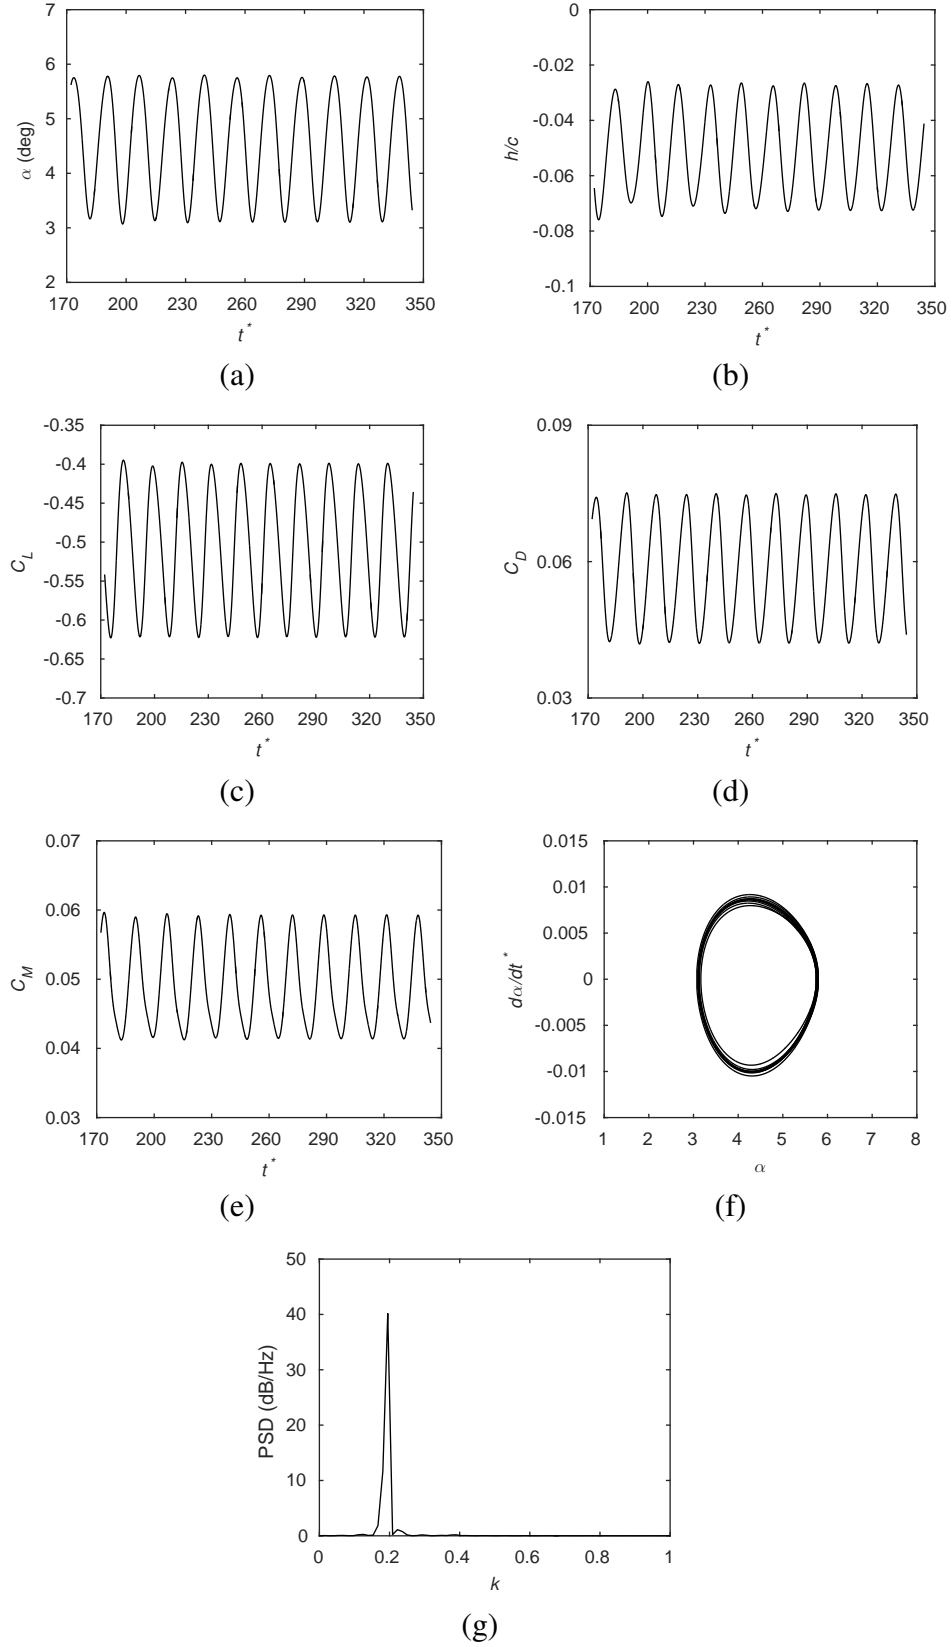 7
6
5
4
3
2
α (deg)
170 200 230 260 290 320 350
t*
(a)
0
-0.02
-0.04
-0.06
-0.08
-0.1
h/c
170 200 230 260 290 320 350
t*
(b)
-0.35
-0.4
-0.45
-0.5
-0.55
-0.6
-0.65
-0.7
C_L
170 200 230 260 290 320 350
t*
(c)
0.09
0.06
0.03
C_D
170 200 230 260 290 320 350
t*
(d)
0.07
0.06
0.05
0.04
0.03
C_M
170 200 230 260 290 320 350
t*
(e)
0.015
0.01
0.005
0
-0.005
-0.01
-0.015
dα/dt*
1 2 3 4 5 6 7 8
α
(f)
50
40
30
20
10
0
PSD (dB/Hz)
0 0.2 0.4 0.6 0.8 1
k
(g)